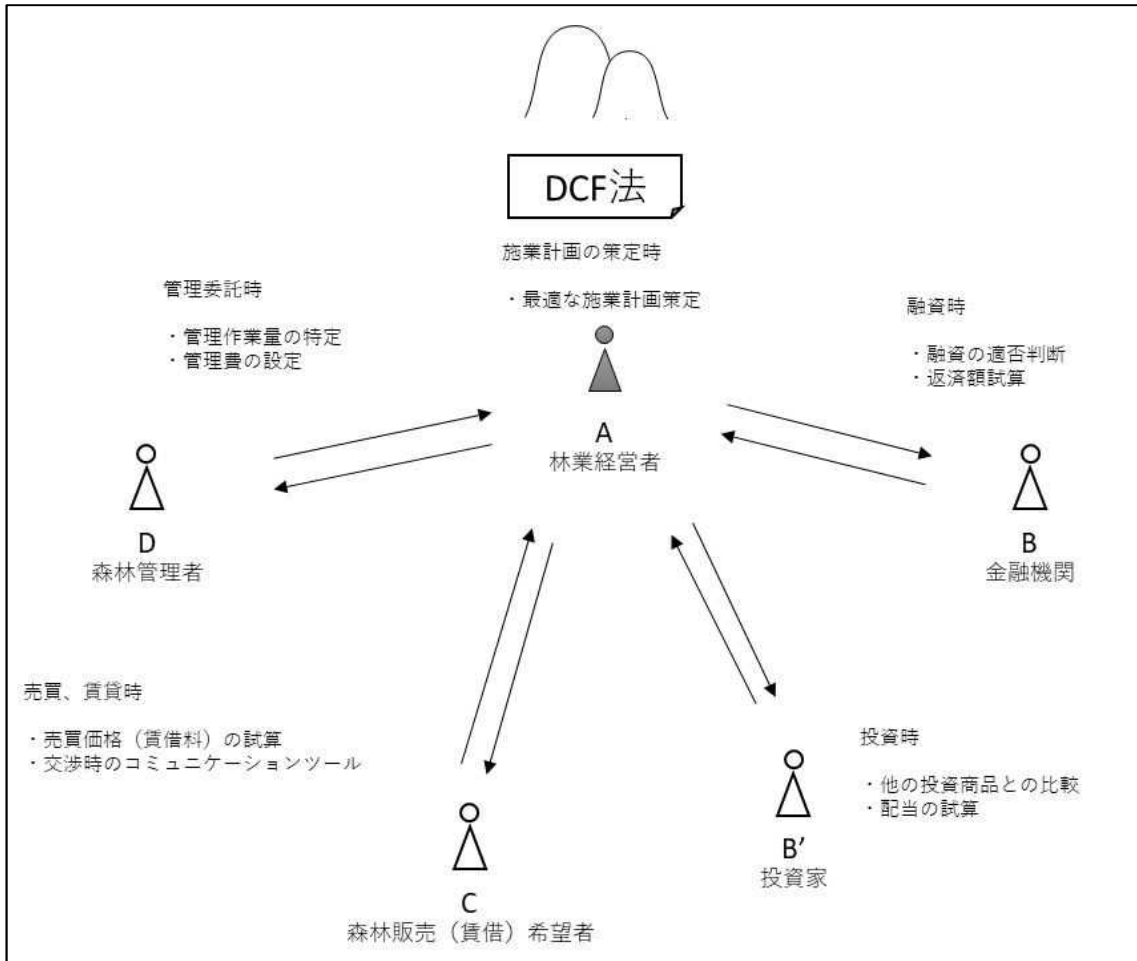 DCF法
施業計画の策定時
・最適な施業計画策定
A
林業経営者
管理委託時
・管理作業量の特定
・管理費の設定
D
森林管理者
融資時
・融資の適否判断
・返済額試算
B
金融機関
売買、賃貸時
・売買価格（賃借料）の試算
・交渉時のコミュニケーションツール
C
森林販売（賃借）希望者
投資時
・他の投資商品との比較
・配当の試算
B’
投資家